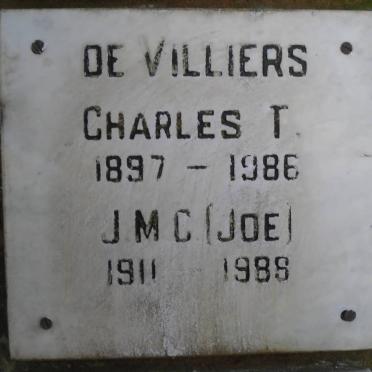 DE VILLIERS
CHARLES T.
1897 - 1986
J.M.C. (JOE)
1911 1988